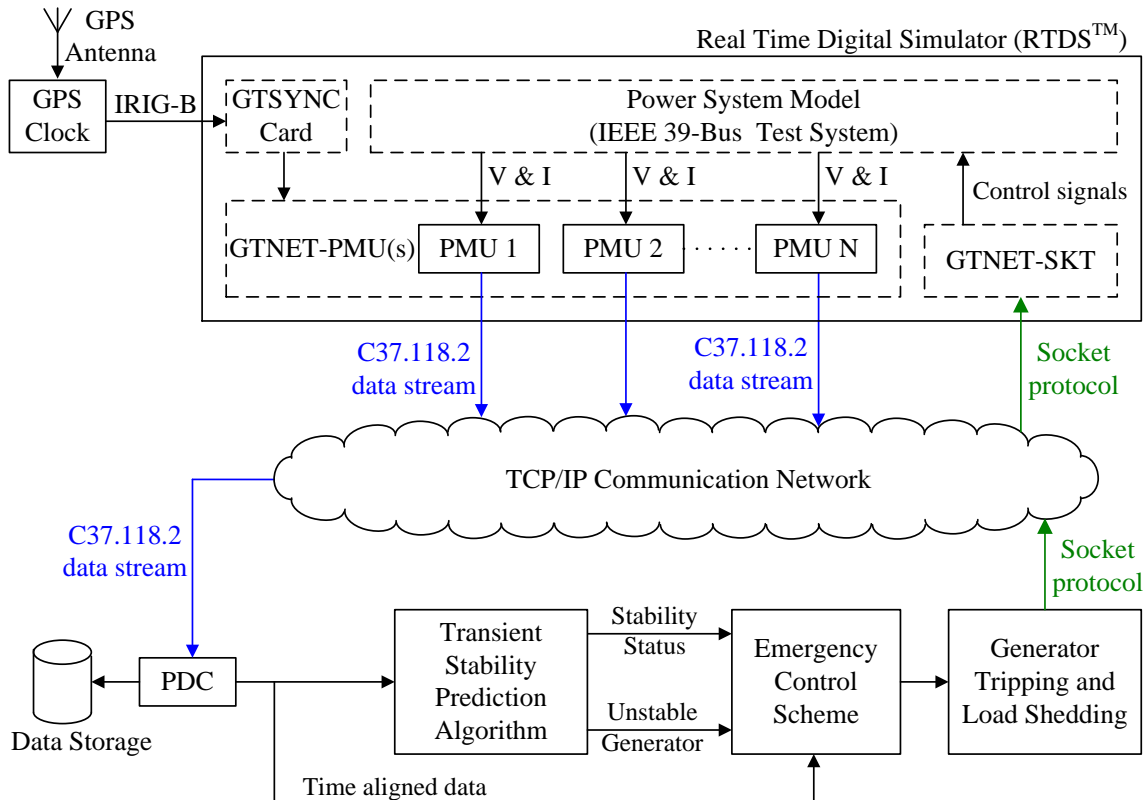 GPS
Antenna
Real Time Digital Simulator (RTDS™)
GPS
Clock
IRIG-B
GTSYNC
Card
Power System Model
(IEEE 39-Bus Test System)
V & I
V & I
V & I
Control signals
GTNET-PMU(s)
PMU 1
PMU 2
· · · · · ·
PMU N
GTNET-SKT
C37.118.2
data stream
C37.118.2
data stream
Socket
protocol
TCP/IP Communication Network
C37.118.2
data stream
Socket
protocol
Data Storage
PDC
Transient
Stability
Prediction
Algorithm
Stability
Status
Unstable
Generator
Emergency
Control
Scheme
Generator
Tripping and
Load Shedding
Time aligned data